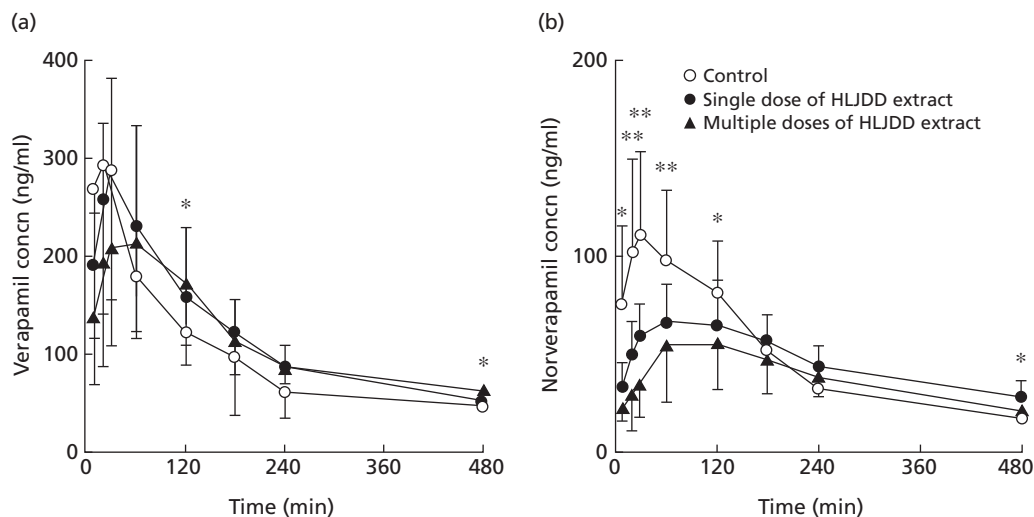 (a)
400
300
200
100
0
Verapamil concn (ng/ml)
*
*
0 120 240 360 480
Time (min)
(b)
200
100
0
Norverapamil concn (ng/ml)
Control
Single dose of HLJDD extract
Multiple doses of HLJDD extract
**
**
**
*
*
*
0 120 240 360 480
Time (min)